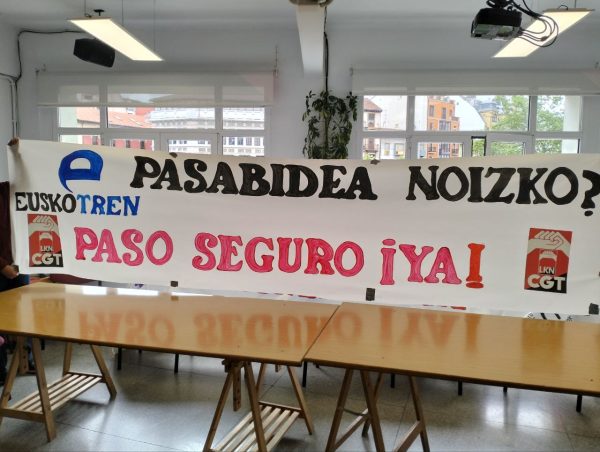 PASABIDEA NOIZKO?
EUSKOTREN
PASO SEGURO ¡YA!
LKN
CGT
LKN
CGT